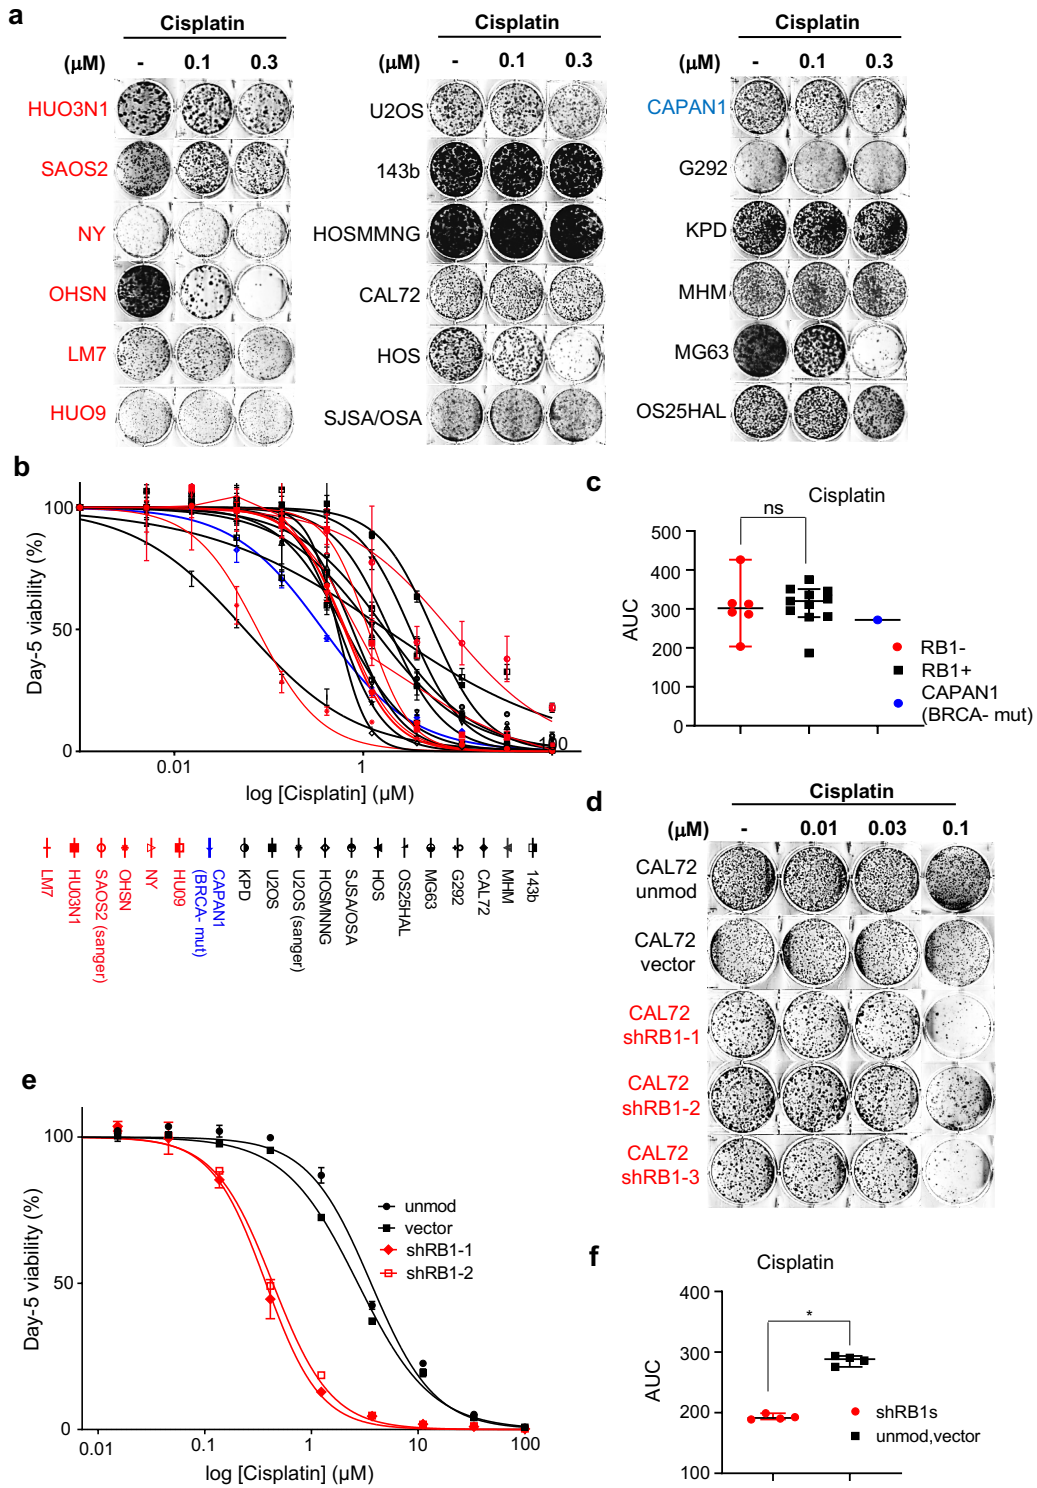 a
Cisplatin
(µM) - 0.1 0.3
HUO3N1
SAOS2
NY
OHSN
LM7
HUO9
Cisplatin
(µM) - 0.1 0.3
U2OS
143b
HOSMMNG
CAL72
HOS
SJSA/OSA
Cisplatin
(µM) - 0.1 0.3
CAPAN1
G292
KPD
MHM
MG63
OS25HAL
b
Day-5 viability (%)
100
50
0
0.01
1
100
log [Cisplatin] (µM)
LM7
HU03N1
SAOS2 (sanger)
OHSN
NY
HU09
CAPAN1
(BRCA- mut)
KPD
U2OS
U2OS (sanger)
HOSMNNG
SJSA/OSA
HOS
OS25HAL
MG63
G292
CAL72
MHM
143b
c
Cisplatin
ns
AUC
500
400
300
200
100
0
RB1-
RB1+
CAPAN1
(BRCA- mut)
d
Cisplatin
(µM) - 0.01 0.03 0.1
CAL72
unmod
CAL72
vector
CAL72
shRB1-1
CAL72
shRB1-2
CAL72
shRB1-3
e
Day-5 viability (%)
100
50
0
0.01 0.1 1 10 100
log [Cisplatin] (µM)
unmod
vector
shRB1-1
shRB1-2
f
Cisplatin
*
AUC
400
300
200
100
shRB1s
unmod,vector